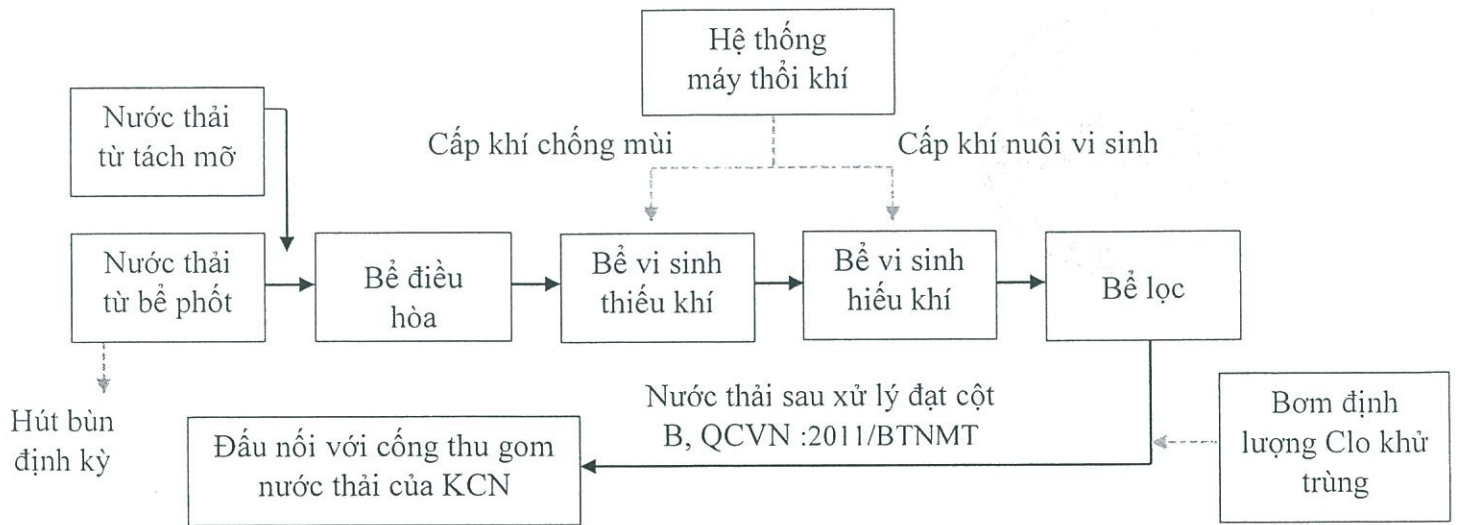 Hệ thống
máy thổi khí
Nước thải
từ tách mỡ
Cấp khí chống mùi
Cấp khí nuôi vi sinh
Nước thải
từ bể phốt
Bể điều
hòa
Bể vi sinh
thiếu khí
Bể vi sinh
hiếu khí
Bể lọc
Hút bùn
định kỳ
Đấu nối với cống thu gom
nước thải của KCN
Nước thải sau xử lý đạt cột
B, QCVN :2011/BTNMT
Bơm định
lượng Clo khử
trùng